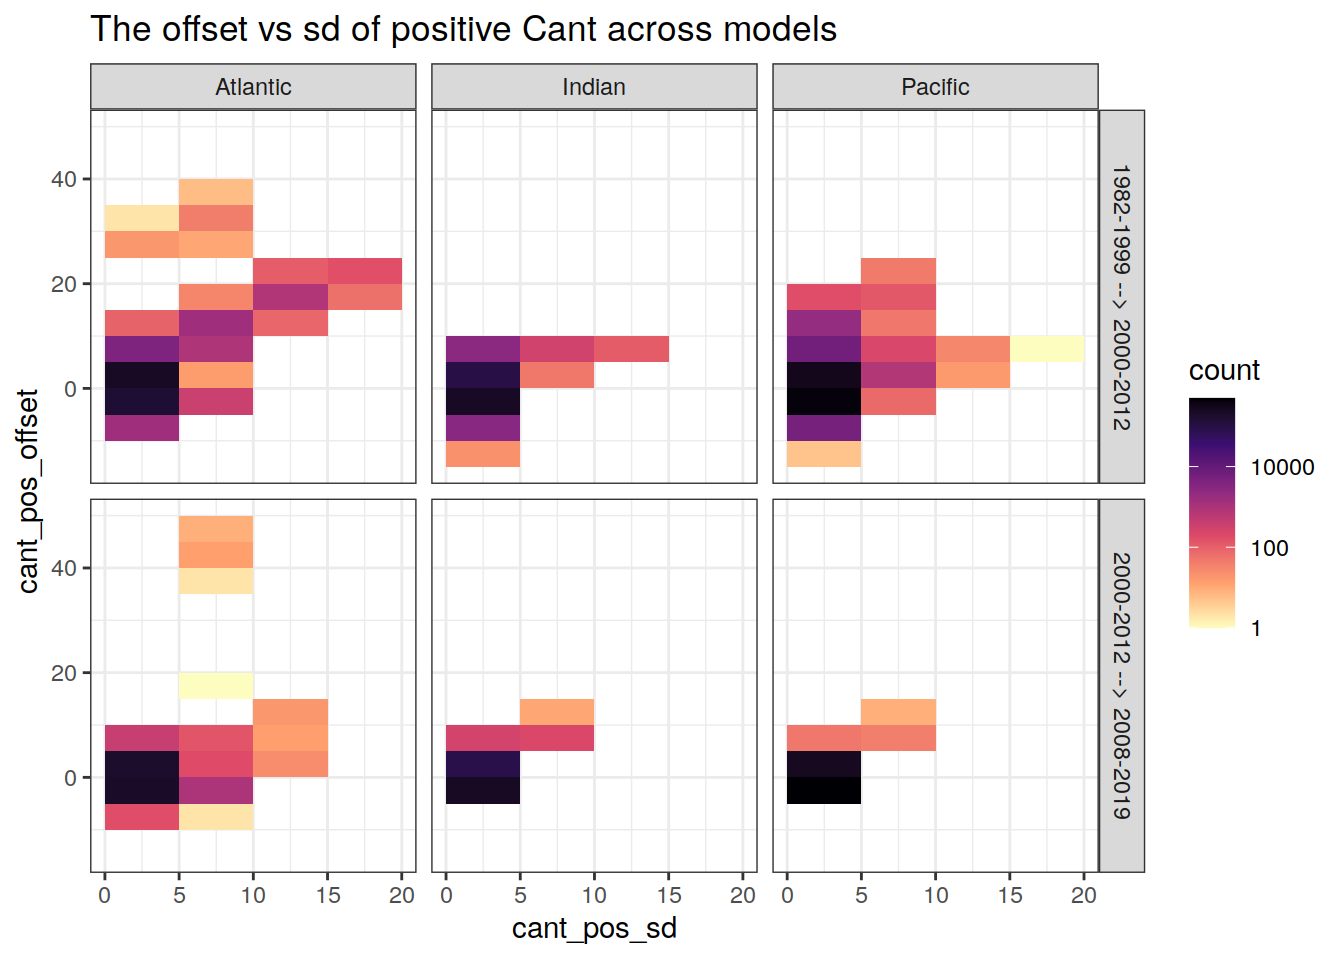 The offset vs sd of positive Cant across models
Atlantic
Indian
Pacific
40
20
0
1982-1999 --> 2000-2012
40
20
0
2000-2012 --> 2008-2019
0 5 10 15 20
0 5 10 15 20
0 5 10 15 20
cant_pos_sd
cant_pos_offset
count
10000
100
1